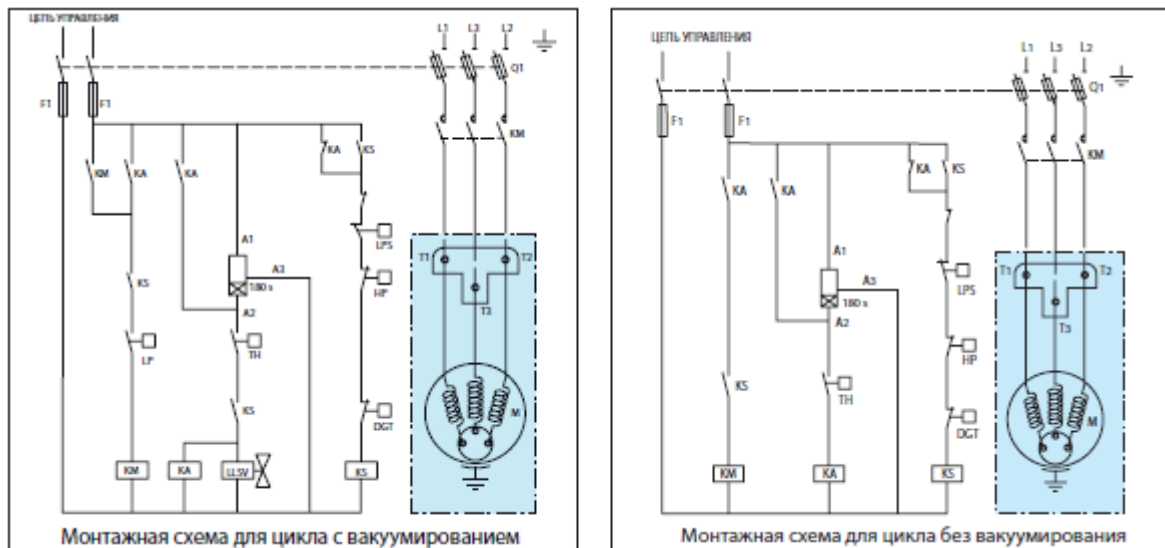 ЦЕПЬ УПРАВЛЕНИЯ
L1 L3 L2
Q1
F1 F1
KM
KA KS
KM KA KA
LPS
A1
A3
T1 T2
HP
KS
180 s
T3
A2
LP
TH
KS
M
DGT
KM KA LLSV KS
Монтажная схема для цикла с вакуумированием
ЦЕПЬ УПРАВЛЕНИЯ
L1 L3 L2
Q1
F1 F1
KM
KA KS
KA KA
A1
T1 T2
A3
LPS
180 s
A2
T3
HP
KS
TH
M
DGT
KM KA KS
Монтажная схема для цикла без вакуумирования